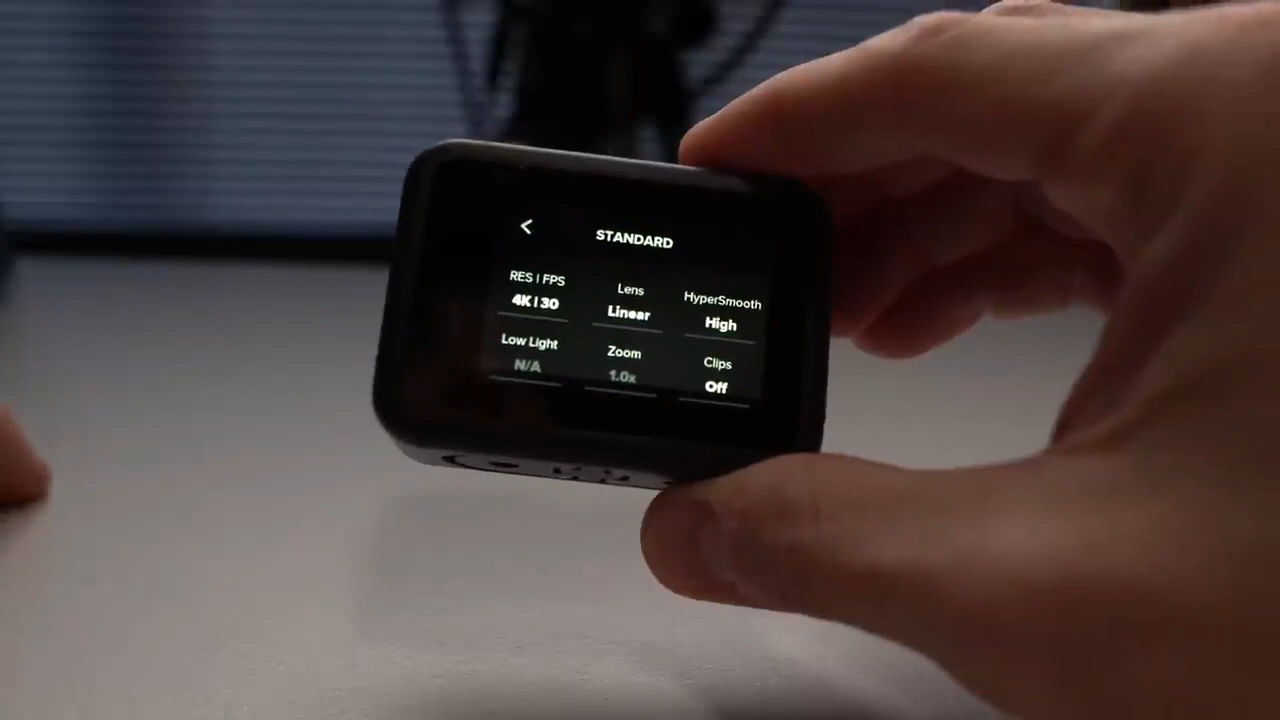 <
STANDARD
RES | FPS
4K | 30
Lens
Linear
HyperSmooth
High
Low Light
N/A
Zoom
1.0x
Clips
Off